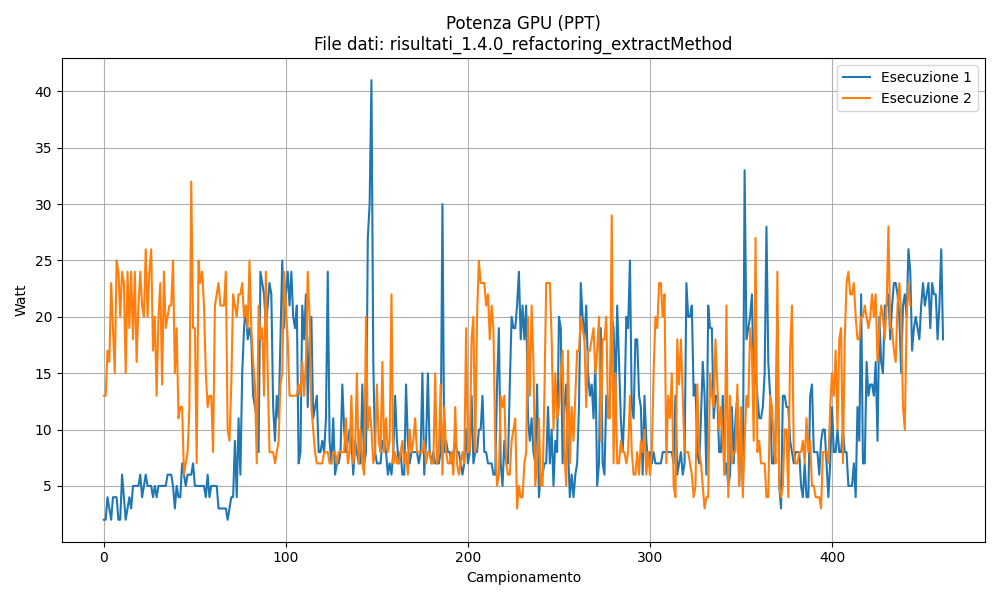 Potenza GPU (PPT)
File dati: risultati_1.4.0_refactoring_extractMethod
Esecuzione 1
Esecuzione 2
Watt
40
35
30
25
20
15
10
5
0
100
200
300
400
Campionamento